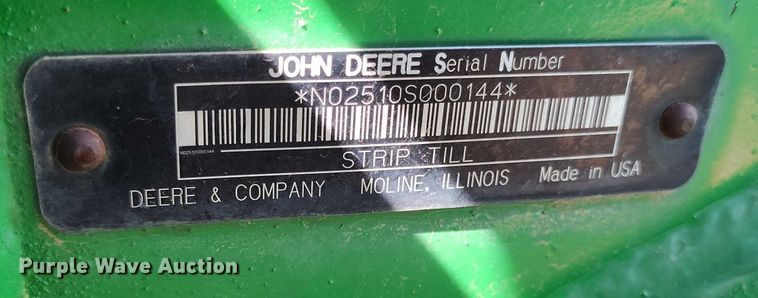 JOHN DEERE Serial Number
*N02510S000144*
N02510S000144
STRIP TILL
DEERE & COMPANY MOLINE, ILLINOIS Made in USA
Purple Wave Auction